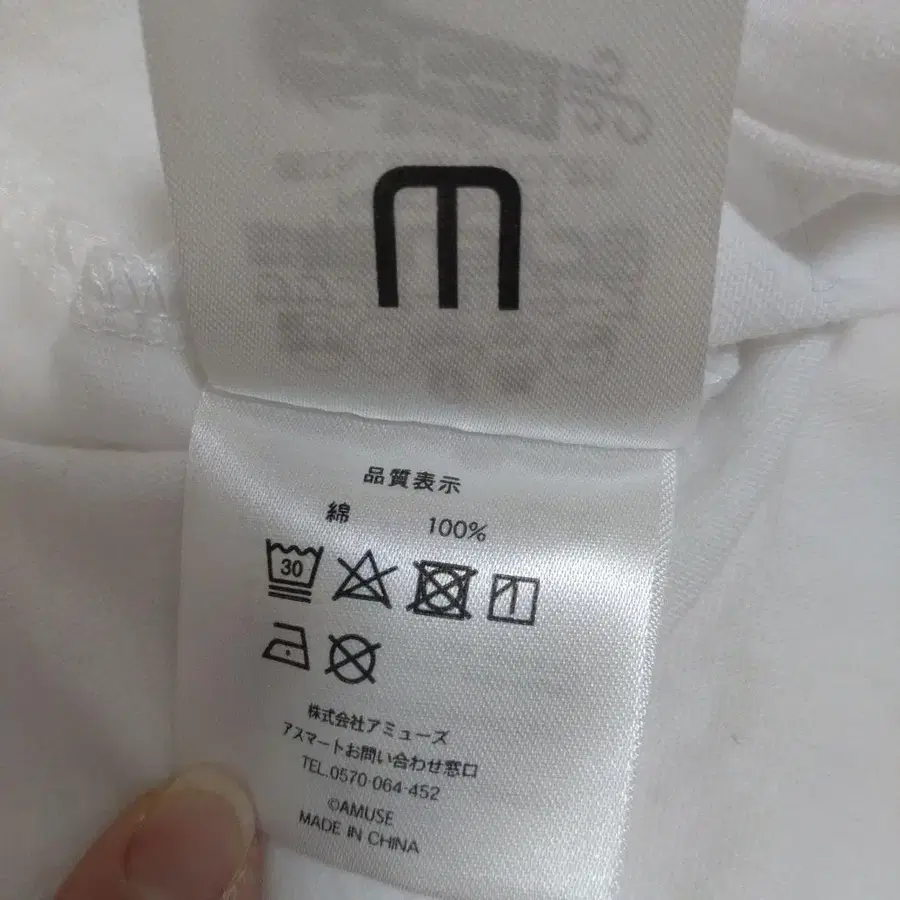 品質表示
綿 100%
30
株式会社アミューズ
アスマートお問い合わせ窓口
TEL.0570-064-452
©AMUSE
MADE IN CHINA